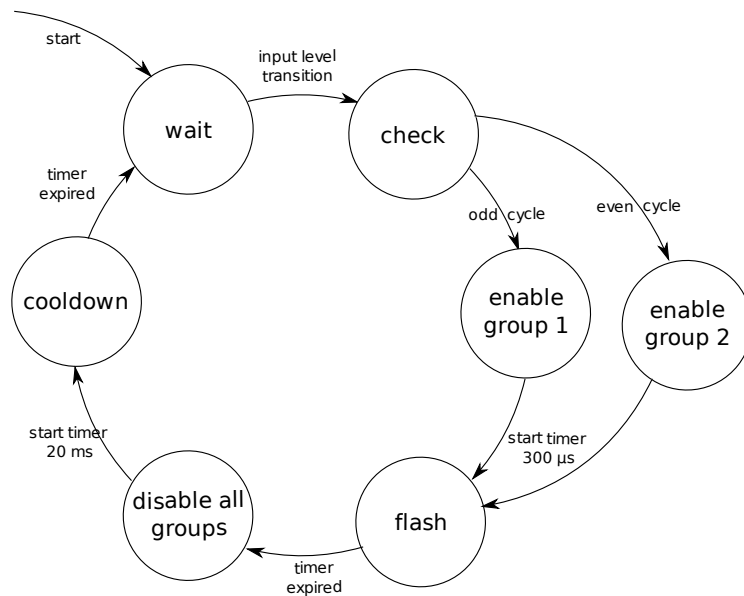 start
input level
transition
wait
check
timer
expired
odd cycle
even cycle
cooldown
enable
group 1
enable
group 2
start timer
20 ms
start timer
300 µs
disable all
groups
flash
timer
expired